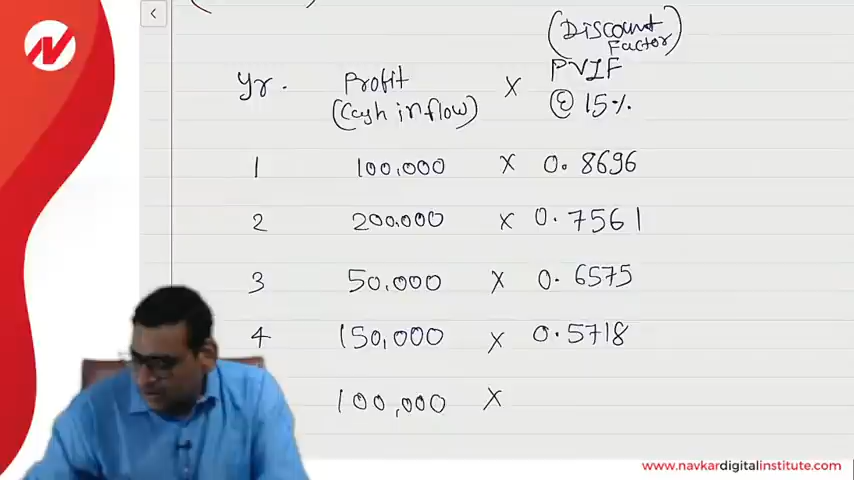 (Discount
Factor)
Yr. Profit × PVIF
(Cash inflow) @ 15%
1 100,000 × 0.8696
2 200,000 × 0.7561
3 50,000 × 0.6575
4 150,000 × 0.5718
100,000 ×
www.navkardigitalinstitute.com